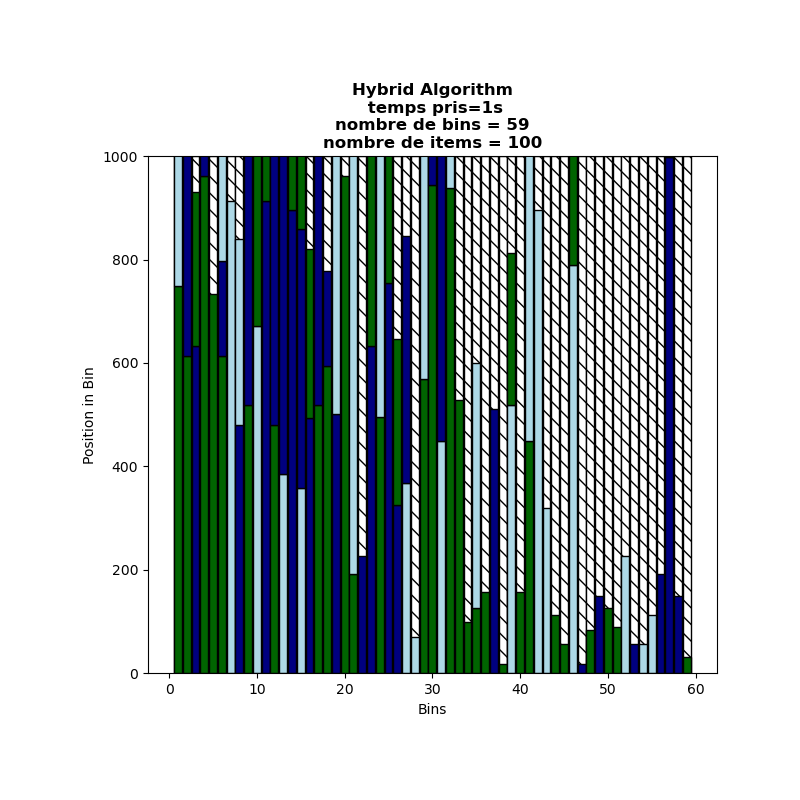 Hybrid Algorithm
temps pris=1s
nombre de bins = 59
nombre de items = 100
1000
800
600
400
200
0
Position in Bin
0 10 20 30 40 50 60
Bins